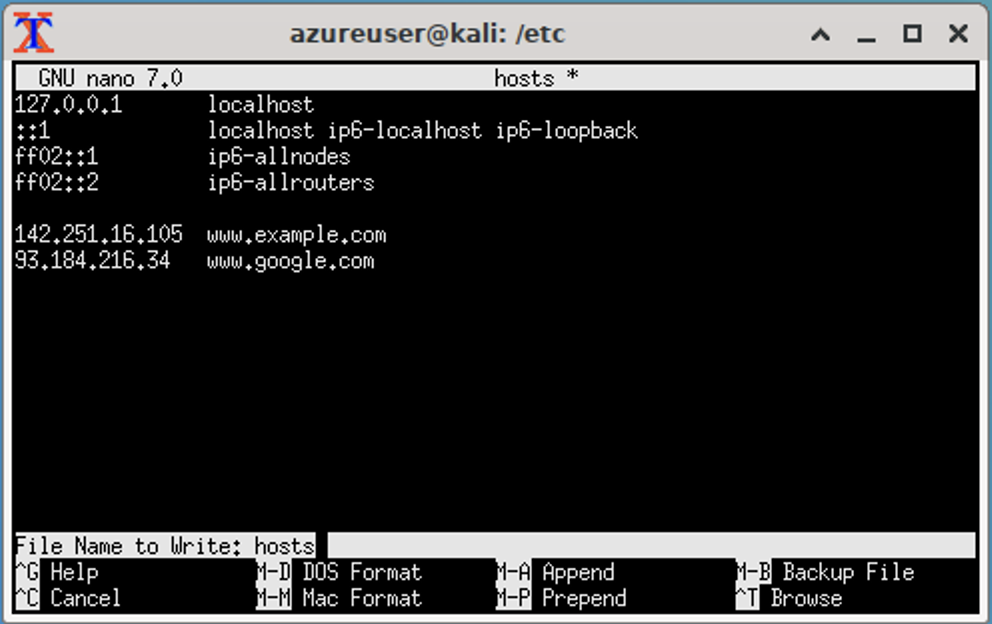 azureuser@kali: /etc
GNU nano 7.0 hosts *
127.0.0.1 localhost
::1 localhost ip6-localhost ip6-loopback
ff02::1 ip6-allnodes
ff02::2 ip6-allrouters
142.251.16.105 www.example.com
93.184.216.34 www.google.com
File Name to Write: hosts
^G Help M-D DOS Format M-A Append M-B Backup File
^C Cancel M-M Mac Format M-P Prepend ^T Browse